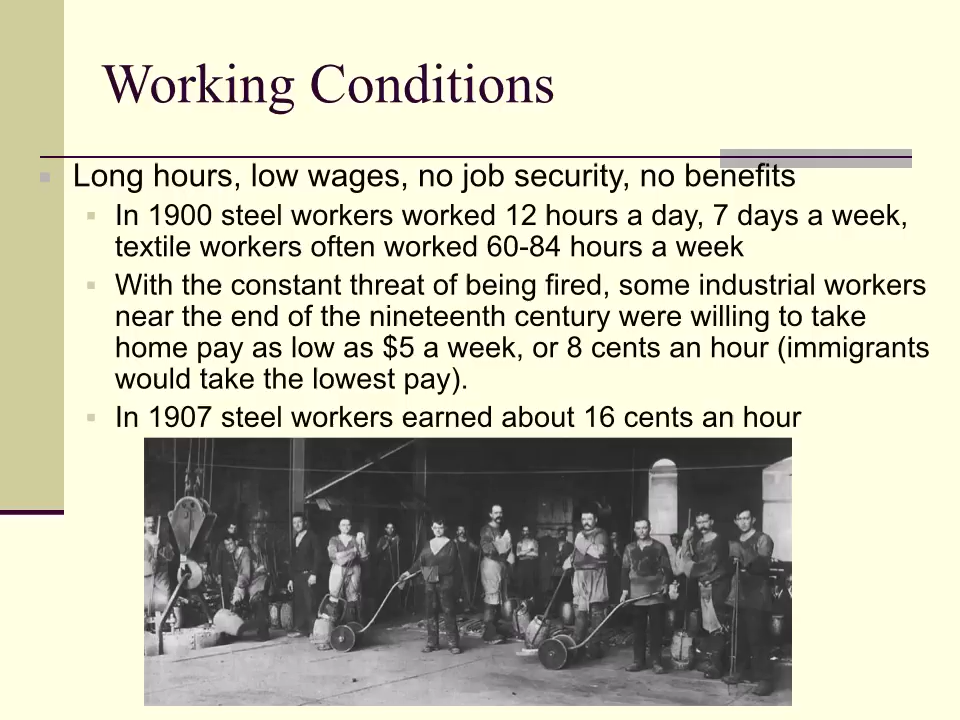 Working Conditions
Long hours, low wages, no job security, no benefits
In 1900 steel workers worked 12 hours a day, 7 days a week,
textile workers often worked 60-84 hours a week
With the constant threat of being fired, some industrial workers
near the end of the nineteenth century were willing to take
home pay as low as $5 a week, or 8 cents an hour (immigrants
would take the lowest pay).
In 1907 steel workers earned about 16 cents an hour